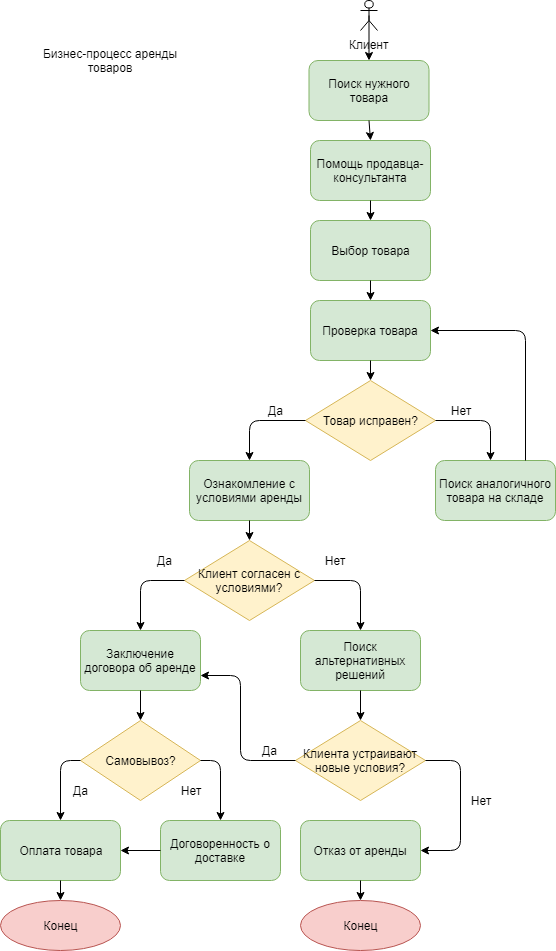 Клиент
Бизнес-процесс аренды
товаров
Поиск нужного
товара
Помощь продавца-
консультанта
Выбор товара
Проверка товара
Да
Товар исправен?
Нет
Ознакомление с
условиями аренды
Поиск аналогичного
товара на складе
Да
Клиент согласен с
условиями?
Нет
Заключение
договора об аренде
Поиск
альтернативных
решений
Самовывоз?
Да
Клиента устраивают
новые условия?
Да
Нет
Нет
Оплата товара
Договоренность о
доставке
Отказ от аренды
Конец
Конец